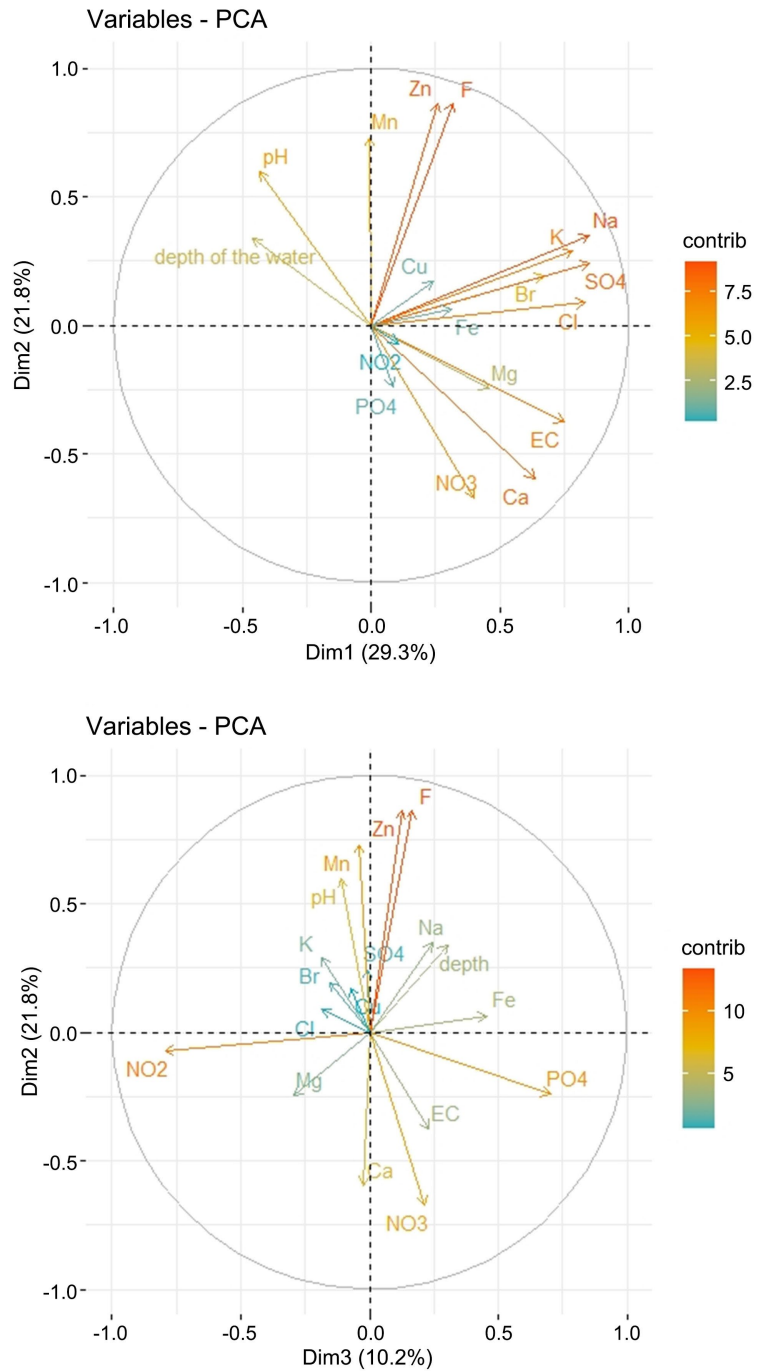 Variables - PCA
1.0
Zn F
Mn
pH
0.5
Na
K
depth of the water
Cu
SO4
Br
Cl
Fe
0.0
NO2
Mg
PO4
EC
-0.5
NO3
Ca
-1.0
-1.0 -0.5 0.0 0.5 1.0
Dim1 (29.3%)
Dim2 (21.8%)
contrib
7.5
5.0
2.5
Variables - PCA
1.0
F
Zn
Mn
pH
0.5
Na
K
SO4
depth
Br
Cu
Fe
Cl
0.0
NO2
Mg
PO4
EC
-0.5
Ca
NO3
-1.0
-1.0 -0.5 0.0 0.5 1.0
Dim3 (10.2%)
Dim2 (21.8%)
contrib
10
5